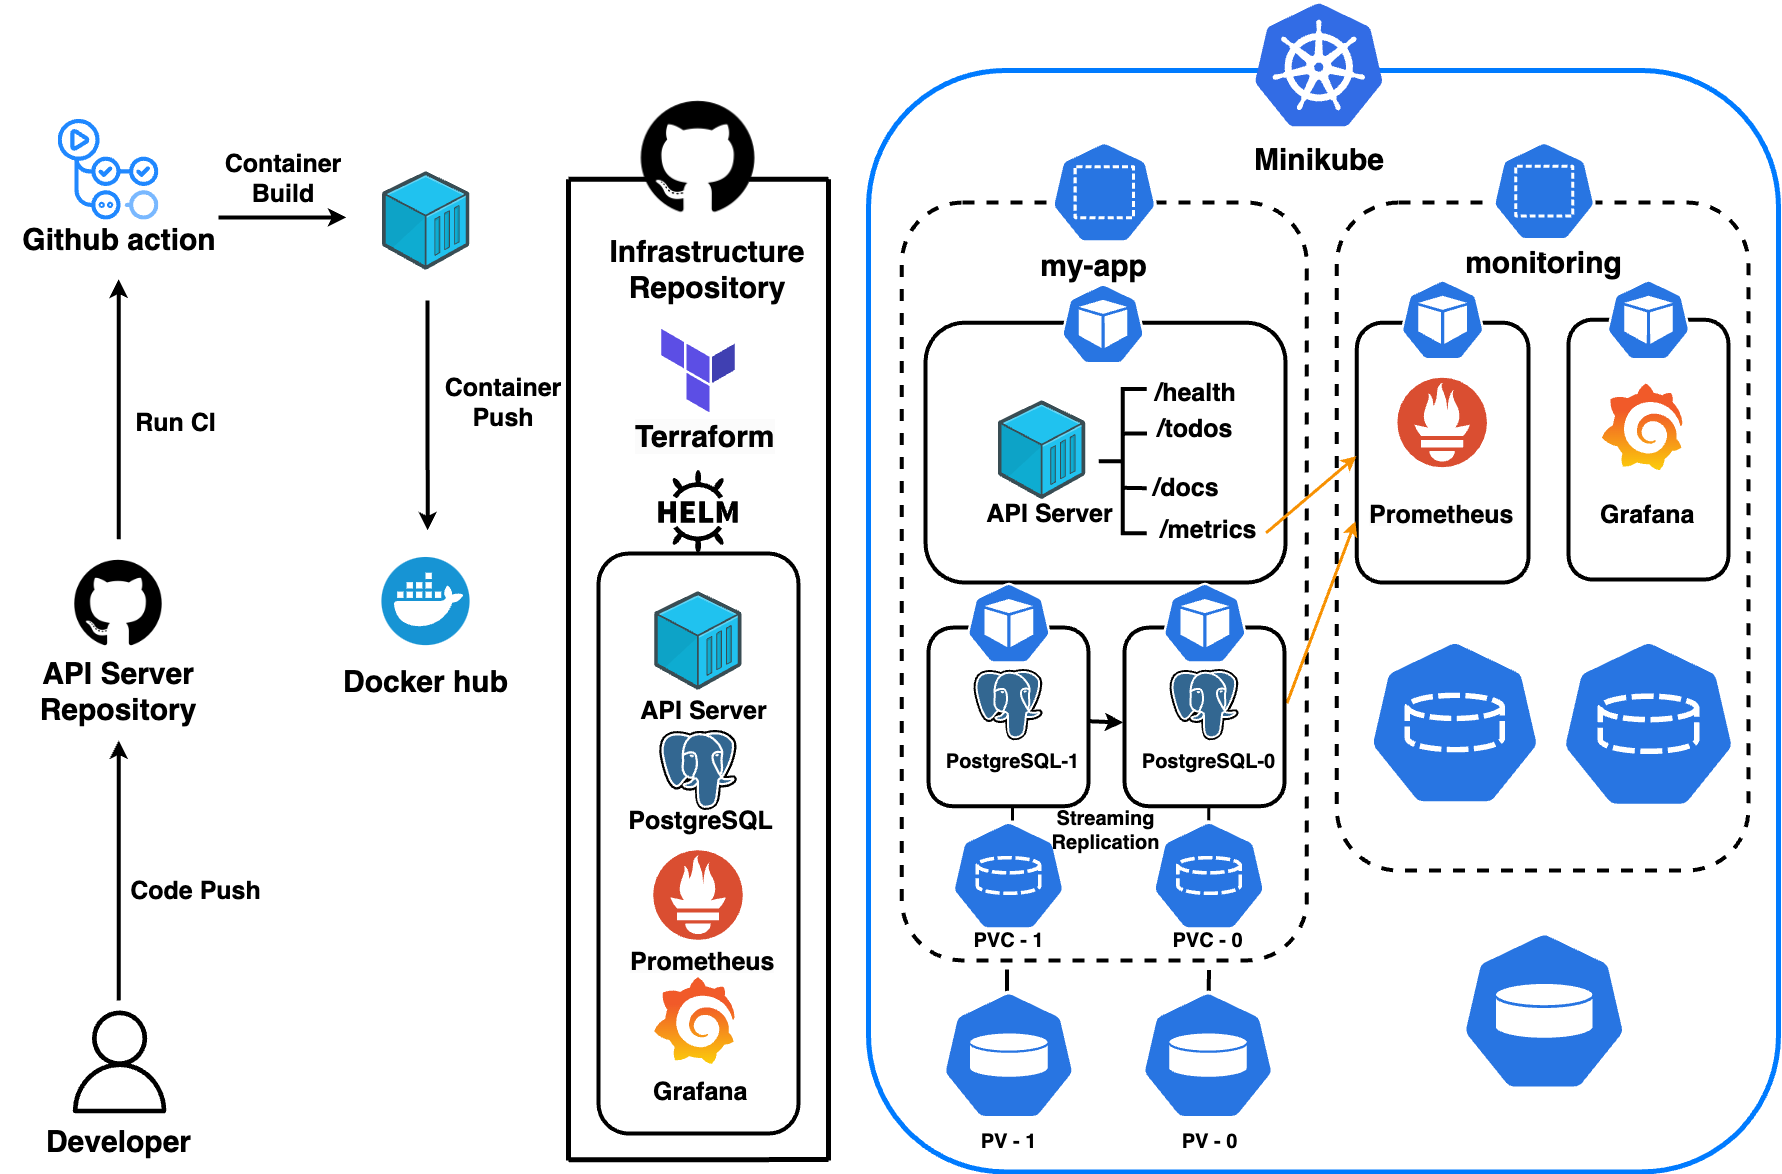 Github action
Container
Build
Run CI
Container
Push
API Server
Repository
Docker hub
Code Push
Developer
Infrastructure
Repository
Terraform
HELM
API Server
PostgreSQL
Prometheus
Grafana
Minikube
my-app
API Server
/health
/todos
/docs
/metrics
PostgreSQL-1
PostgreSQL-0
Streaming
Replication
PVC - 1
PVC - 0
PV - 1
PV - 0
monitoring
Prometheus
Grafana